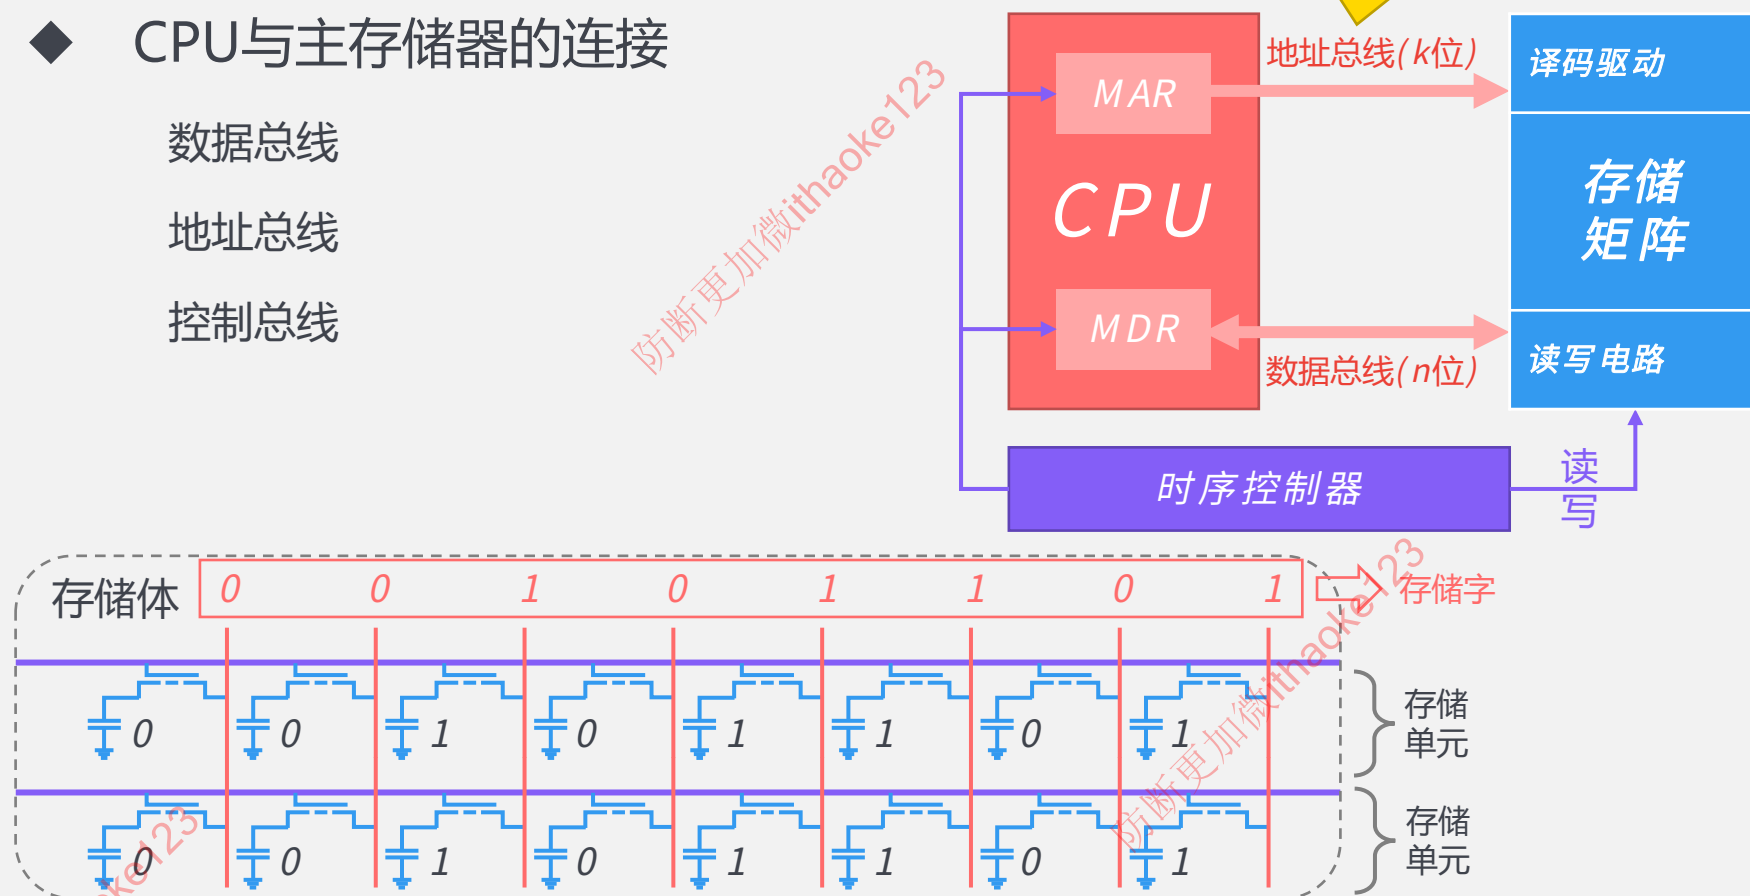 CPU与主存储器的连接
数据总线
地址总线
控制总线
地址总线(k位)
MAR
CPU
MDR
数据总线(n位)
译码驱动
存储
矩阵
读写电路
时序控制器
读
写
防断更加微ithaoke123
存储体
0 0 1 0 1 1 0 1
存储字
0 0 1 0 1 1 0 1
存储
单元
防断更加微ithaoke123
0 0 1 0 1 1 0 1
存储
单元
ke123